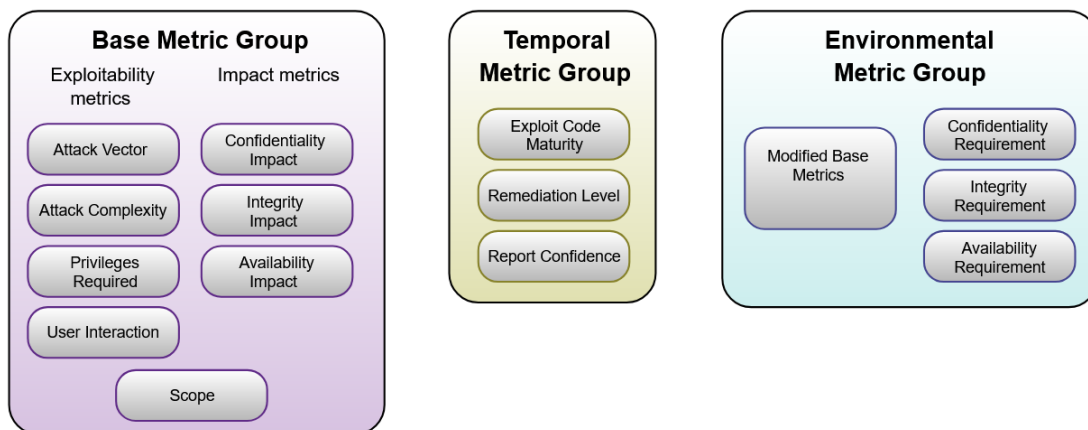 Base Metric Group
Exploitability
metrics
Impact metrics
Attack Vector
Attack Complexity
Privileges
Required
User Interaction
Confidentiality
Impact
Integrity
Impact
Availability
Impact
Scope
Temporal
Metric Group
Exploit Code
Maturity
Remediation Level
Report Confidence
Environmental
Metric Group
Modified Base
Metrics
Confidentiality
Requirement
Integrity
Requirement
Availability
Requirement